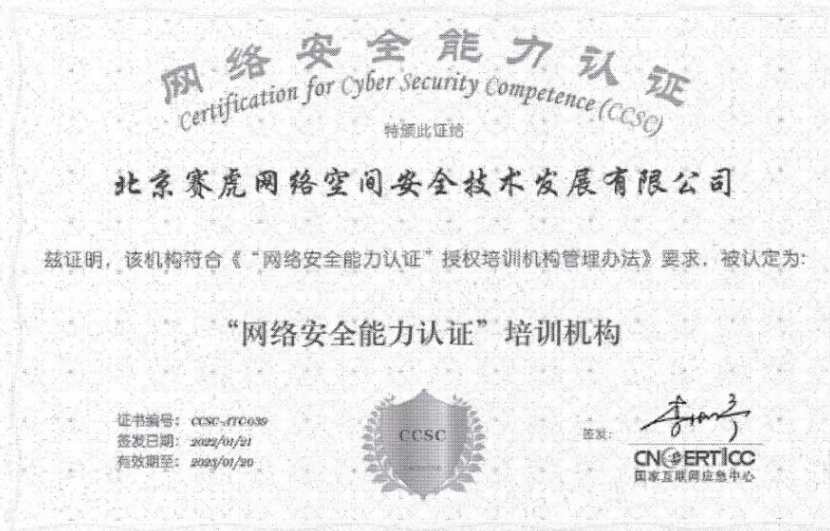 网络安全能力认证
Certification for Cyber Security Competence (CCSC)
特颁此证给
北京赛虎网络空间安全技术发展有限公司
兹证明，该机构符合《“网络安全能力认证”授权培训机构管理办法》要求，被认定为：
“网络安全能力认证”培训机构
证书编号： CCSC-ATC039
签发日期： 2022/01/21
有效期至： 2023/01/20
CCSC
签发：
CNCERT/CC
国家互联网应急中心